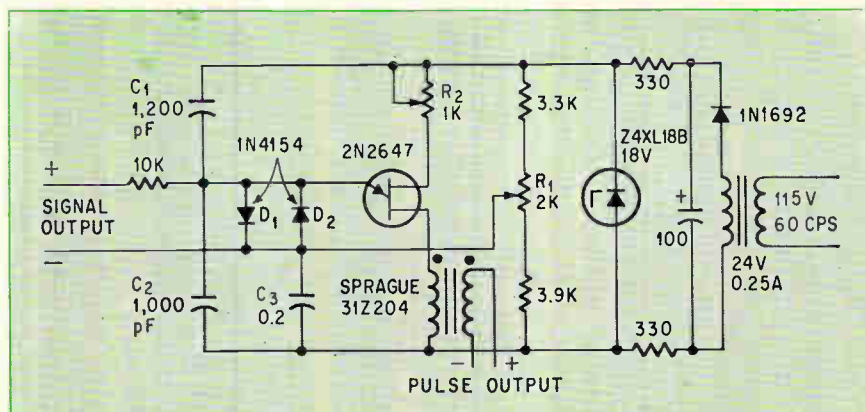 C1
1,200
pF
10K
+
SIGNAL
OUTPUT
−
C2
1,000
pF
1N4154
D1
D2
C3
0.2
2N2647
R2
1K
SPRAGUE
31Z204
− +
PULSE OUTPUT
3.3K
R1
2K
3.9K
330
Z4XL18B
18V
+
100
330
1N1692
115V
60 CPS
24V
0.25A